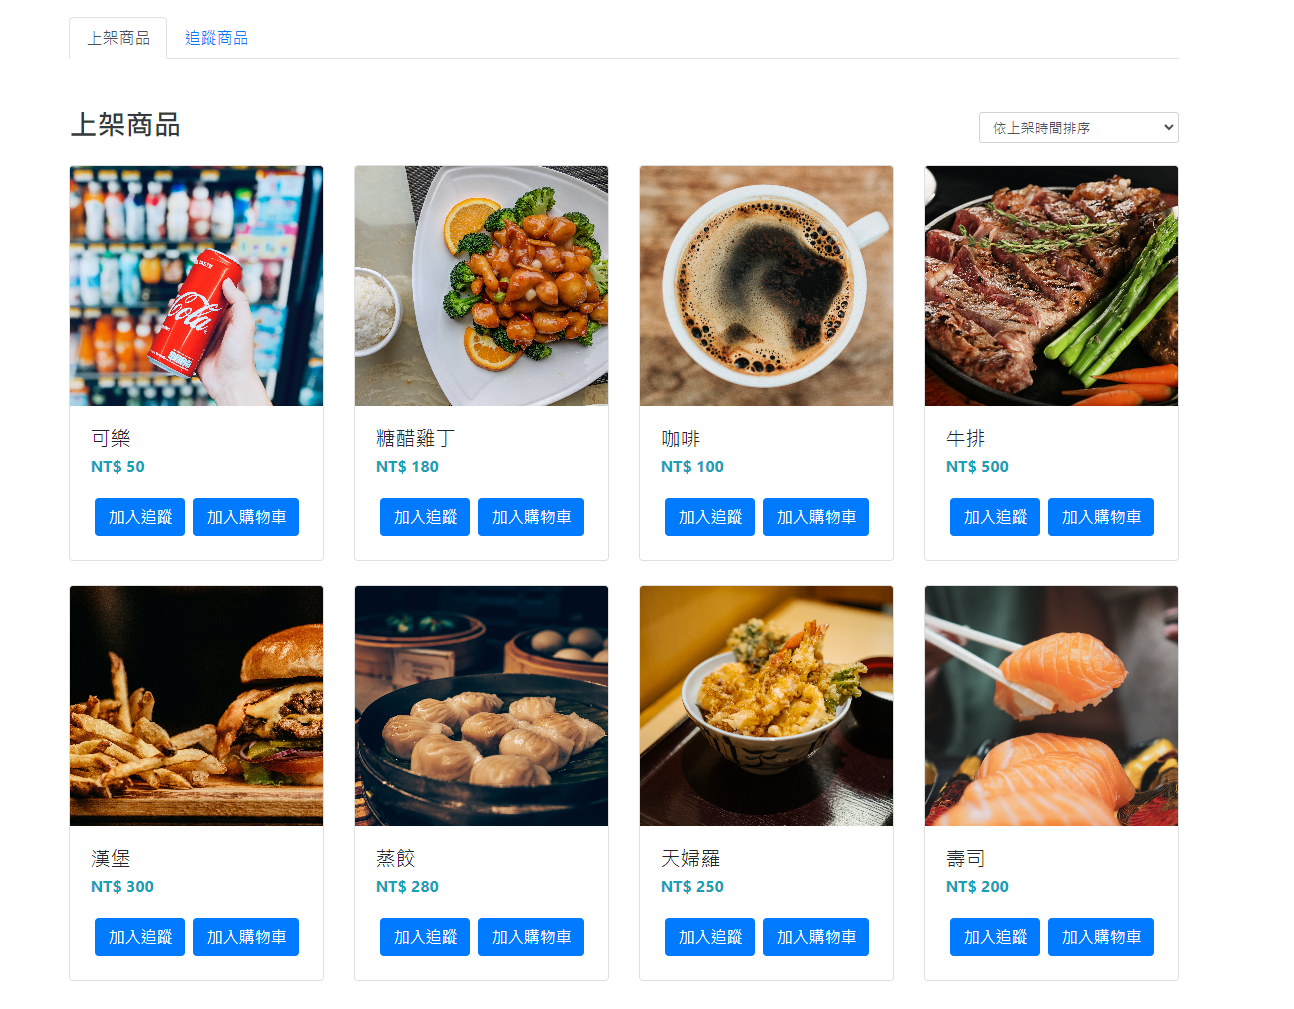 上架商品 追蹤商品
上架商品
依上架時間排序
TASTE
Cola
可樂
NT$ 50
加入追蹤 加入購物車
糖醋雞丁
NT$ 180
加入追蹤 加入購物車
咖啡
NT$ 100
加入追蹤 加入購物車
牛排
NT$ 500
加入追蹤 加入購物車
漢堡
NT$ 300
加入追蹤 加入購物車
蒸餃
NT$ 280
加入追蹤 加入購物車
天婦羅
NT$ 250
加入追蹤 加入購物車
壽司
NT$ 200
加入追蹤 加入購物車